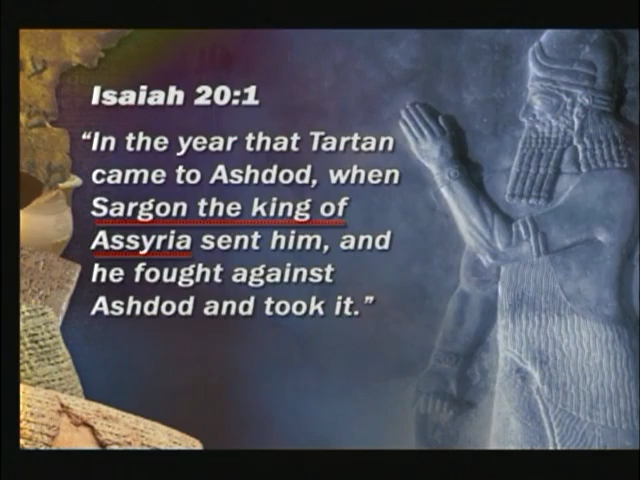 Isaiah 20:1
“In the year that Tartan
came to Ashdod, when
Sargon the king of
Assyria sent him, and
he fought against
Ashdod and took it.”